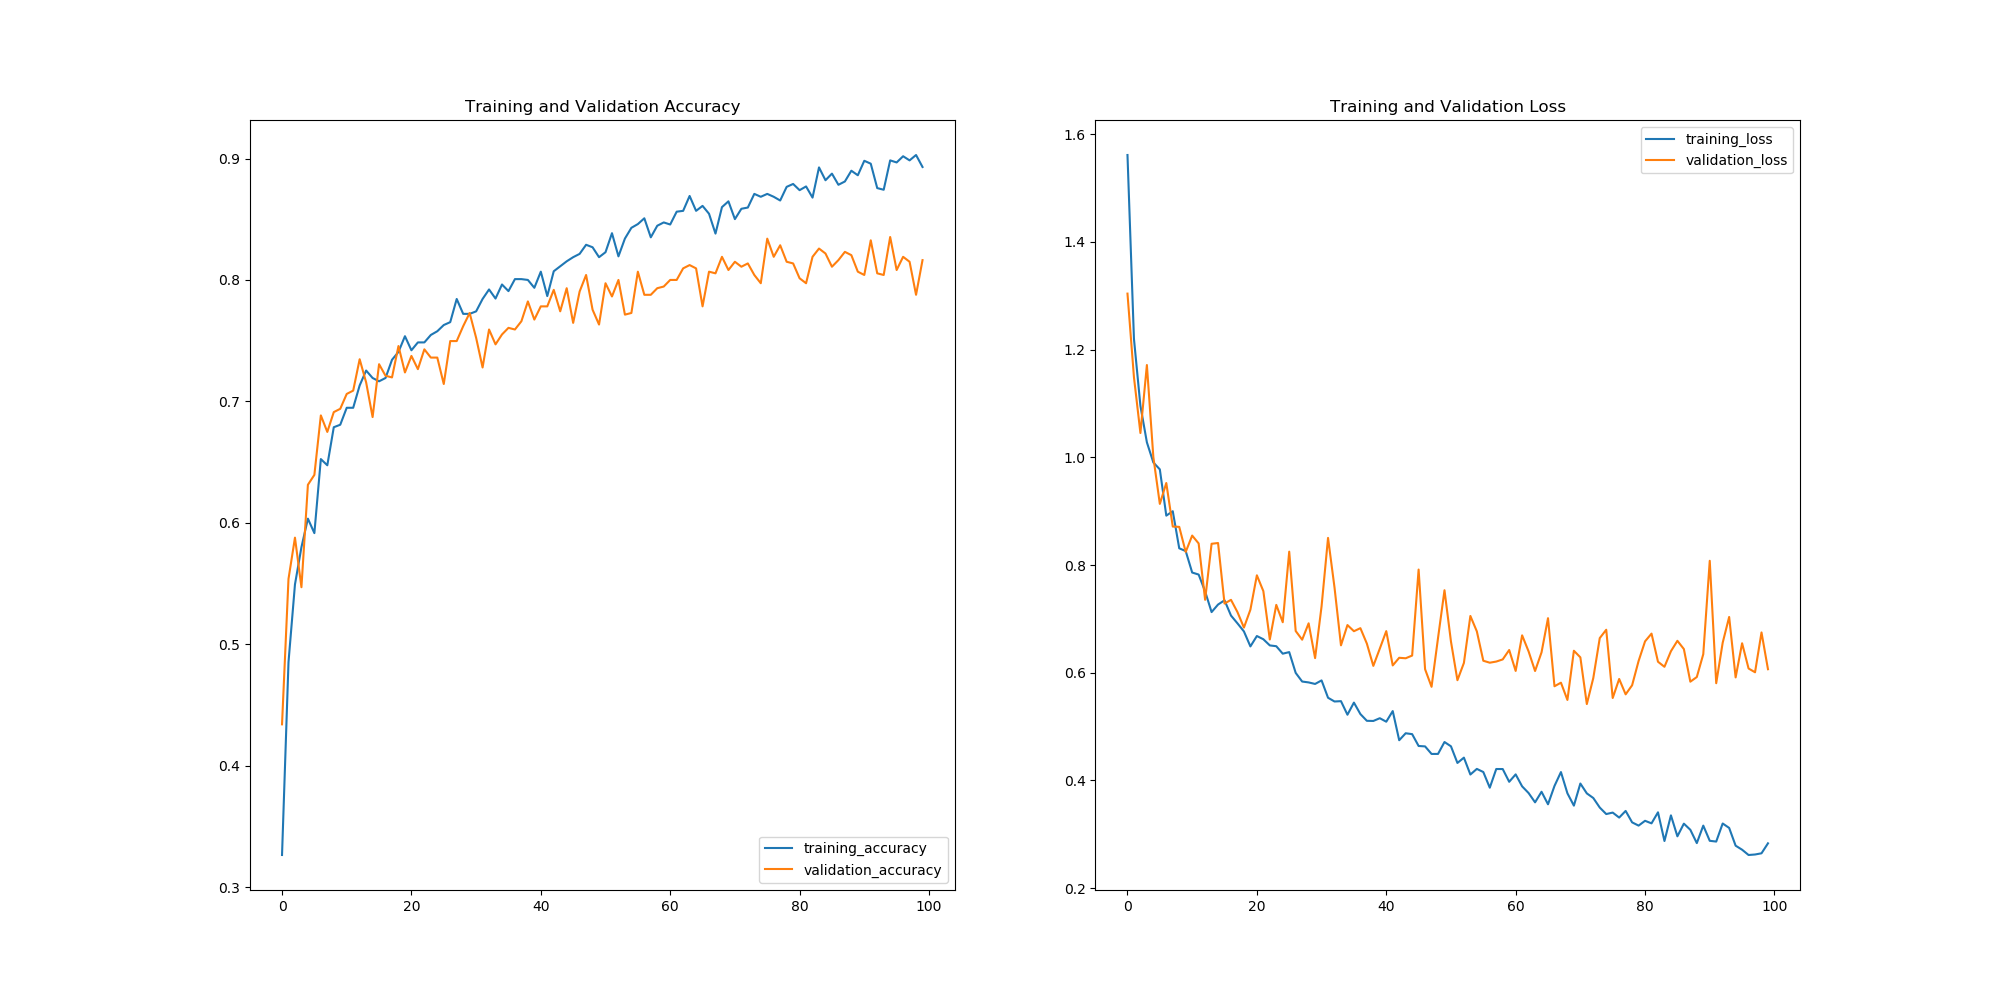 Training and Validation Accuracy
0.9
0.8
0.7
0.6
0.5
0.4
0.3
0 20 40 60 80 100
training_accuracy
validation_accuracy
Training and Validation Loss
1.6
1.4
1.2
1.0
0.8
0.6
0.4
0.2
0 20 40 60 80 100
training_loss
validation_loss